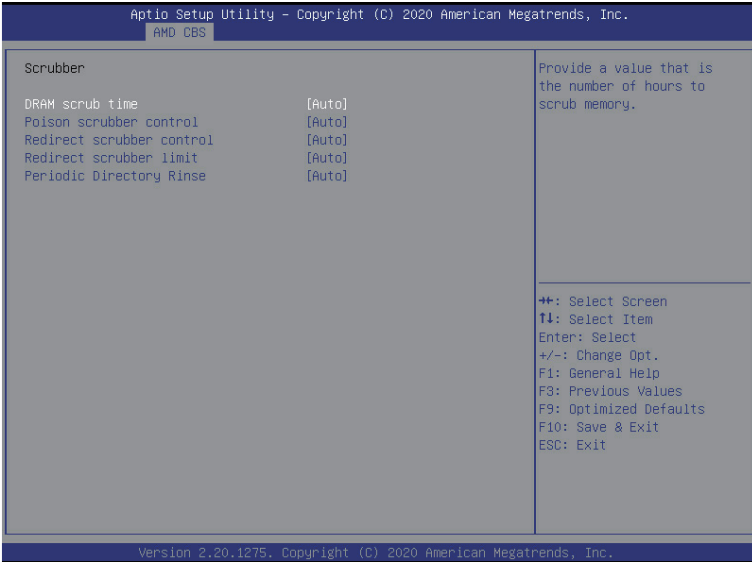 Aptio Setup Utility – Copyright (C) 2020 American Megatrends, Inc.
AMD CBS
Scrubber
DRAM scrub time [Auto]
Poison scrubber control [Auto]
Redirect scrubber control [Auto]
Redirect scrubber limit [Auto]
Periodic Directory Rinse [Auto]
Provide a value that is
the number of hours to
scrub memory.
→←: Select Screen
↑↓: Select Item
Enter: Select
+/-: Change Opt.
F1: General Help
F3: Previous Values
F9: Optimized Defaults
F10: Save & Exit
ESC: Exit
Version 2.20.1275. Copyright (C) 2020 American Megatrends, Inc.